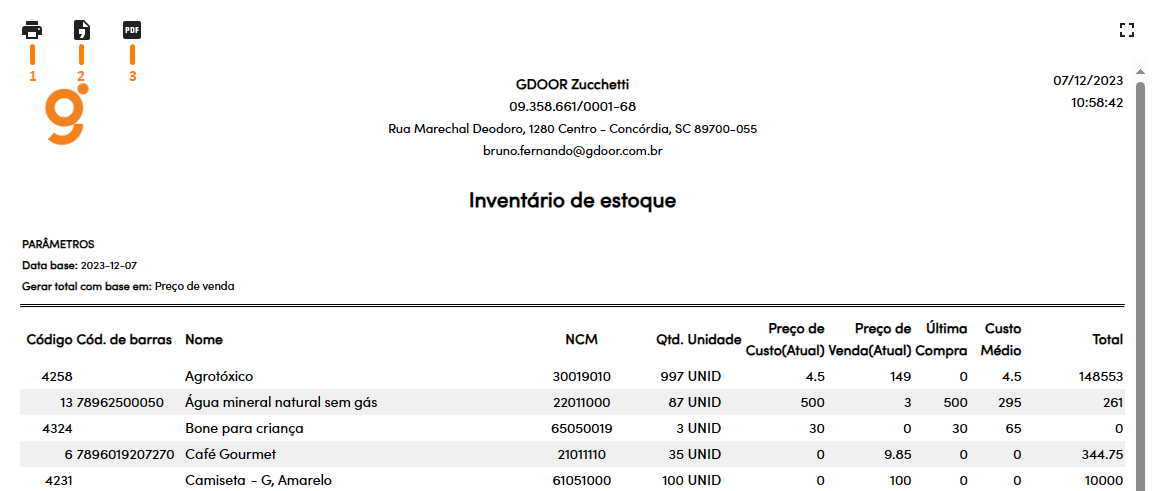 PDF
1 2 3
g
GDOOR Zucchetti
09.358.661/0001-68
Rua Marechal Deodoro, 1280 Centro - Concórdia, SC 89700-055
bruno.fernando@gdoor.com.br
07/12/2023
10:58:42
Inventário de estoque
PARÂMETROS
Data base: 2023-12-07
Gerar total com base em: Preço de venda
Código Cód. de barras Nome NCM Qtd. Unidade Preço de Custo(Atual) Preço de Venda(Atual) Última Compra Custo Médio Total
4258 Agrotóxico 30019010 997 UNID 4.5 149 0 4.5 148553
13 78962500050 Água mineral natural sem gás 22011000 87 UNID 500 3 500 295 261
4324 Bone para criança 65050019 3 UNID 30 0 30 65 0
6 7896019207270 Café Gourmet 21011110 35 UNID 0 9.85 0 0 344.75
4231 Camiseta - G, Amarelo 61051000 100 UNID 0 100 0 0 10000